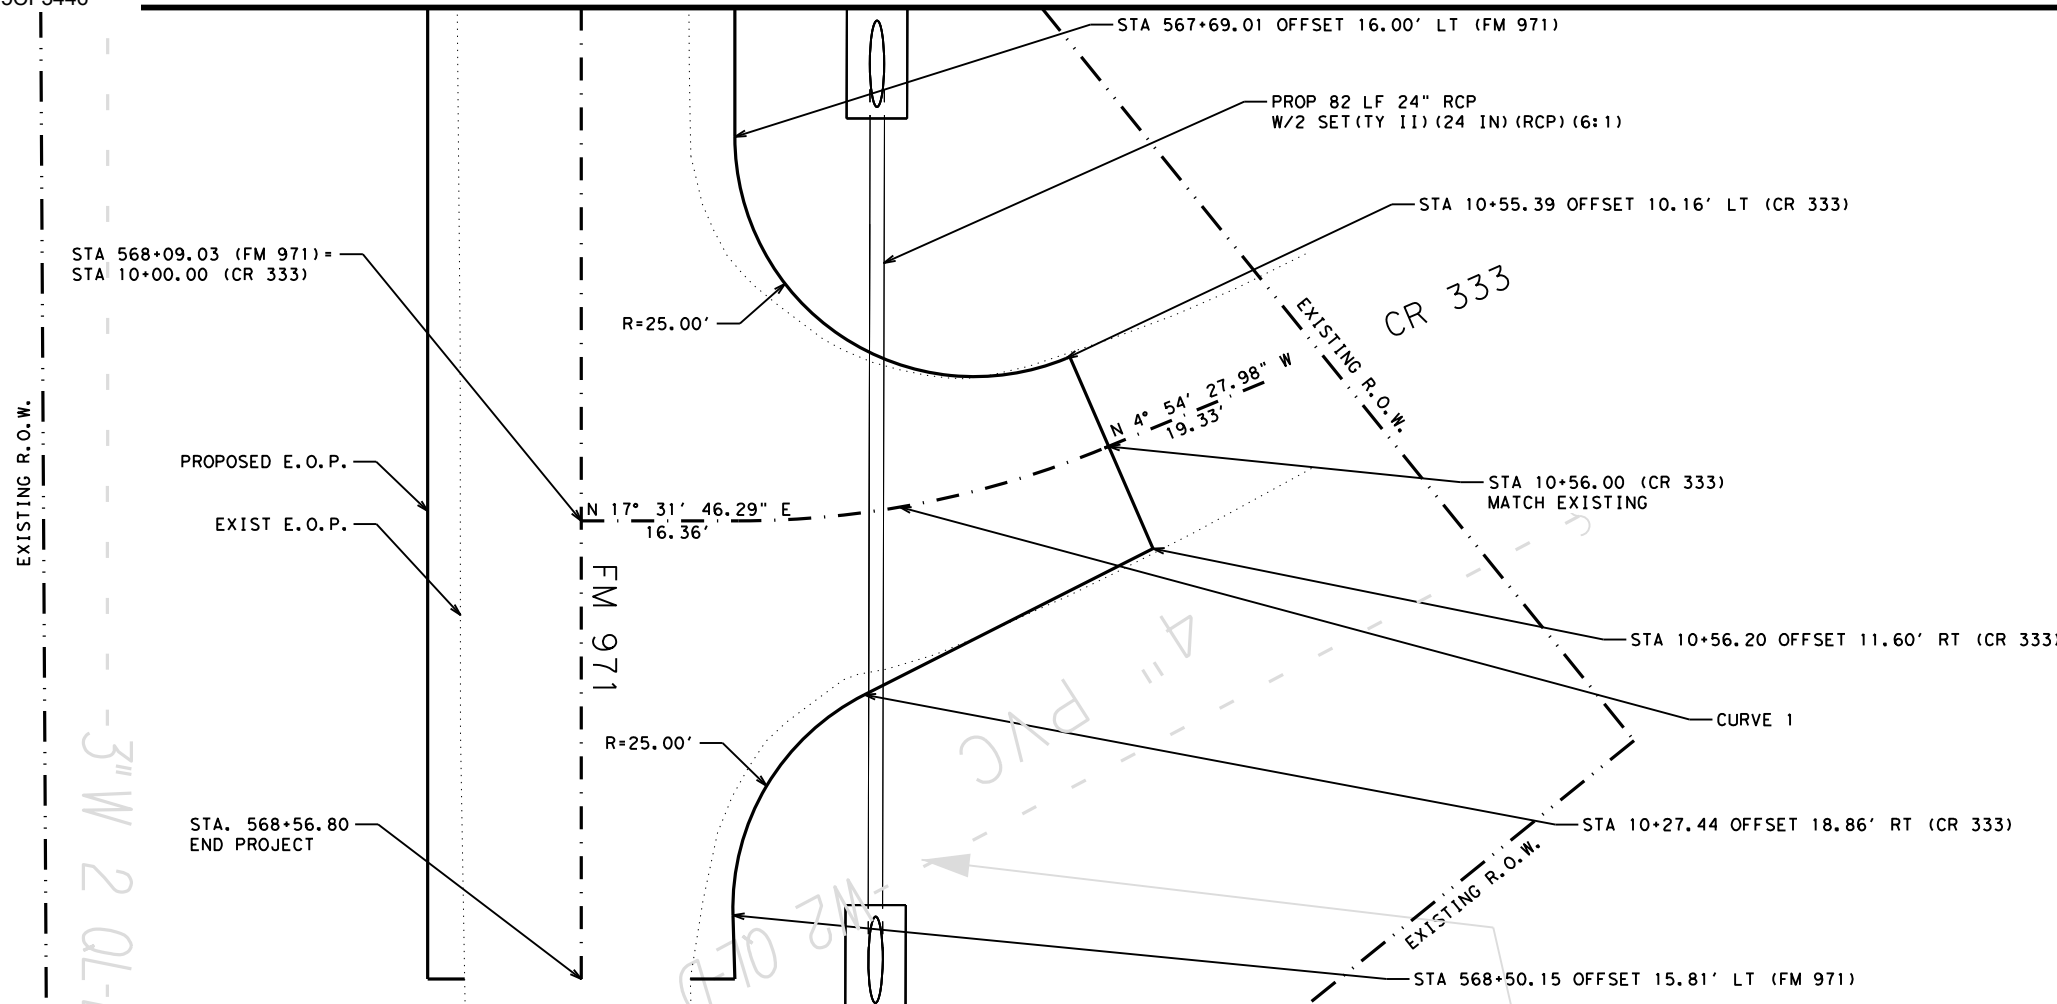 STA 567+69.01 OFFSET 16.00' LT (FM 971)
PROP 82 LF 24" RCP
W/2 SET(TY II)(24 IN)(RCP)(6:1)
STA 10+55.39 OFFSET 10.16' LT (CR 333)
STA 568+09.03 (FM 971)=
STA 10+00.00 (CR 333)
R=25.00'
CR 333
EXISTING R.O.W.
N 4° 54' 27.98" W
19.33'
EXISTING R.O.W.
PROPOSED E.O.P.
EXIST E.O.P.
STA 10+56.00 (CR 333)
MATCH EXISTING
N 17° 31' 46.29" E
16.36'
FM 971
STA 10+56.20 OFFSET 11.60' RT (CR 333)
4" PVC
CURVE 1
R=25.00'
3"W 2 QL-
STA. 568+56.80
END PROJECT
STA 10+27.44 OFFSET 18.86' RT (CR 333)
EXISTING R.O.W.
W2 QL-D
STA 568+50.15 OFFSET 15.81' LT (FM 971)